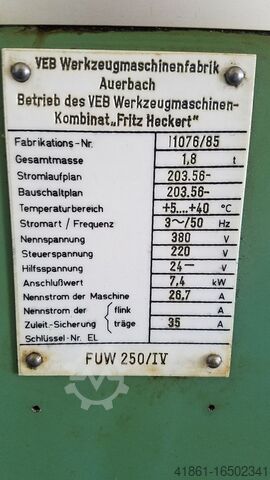 VEB Werkzeugmaschinenfabrik
Auerbach
Betrieb des VEB Werkzeugmaschinen-
Kombinat „Fritz Heckert"
Fabrikations-Nr. 11076/85
Gesamtmasse 1,8 t
Stromlaufplan 203.56-
Bauschaltplan 203.56-
Temperaturbereich +5....+40 °C
Stromart / Frequenz 3~/50 Hz
Nennspannung 380 V
Steuerspannung 220 V
Hilfsspannung 24- V
Anschlußwert 7,4 kW
Nennstrom der Maschine 26,7 A
Nennstrom der flink A
Zuleit.-Sicherung träge 35 A
Schlüssel-Nr. EL
FUW 250/IV
41861-16502341